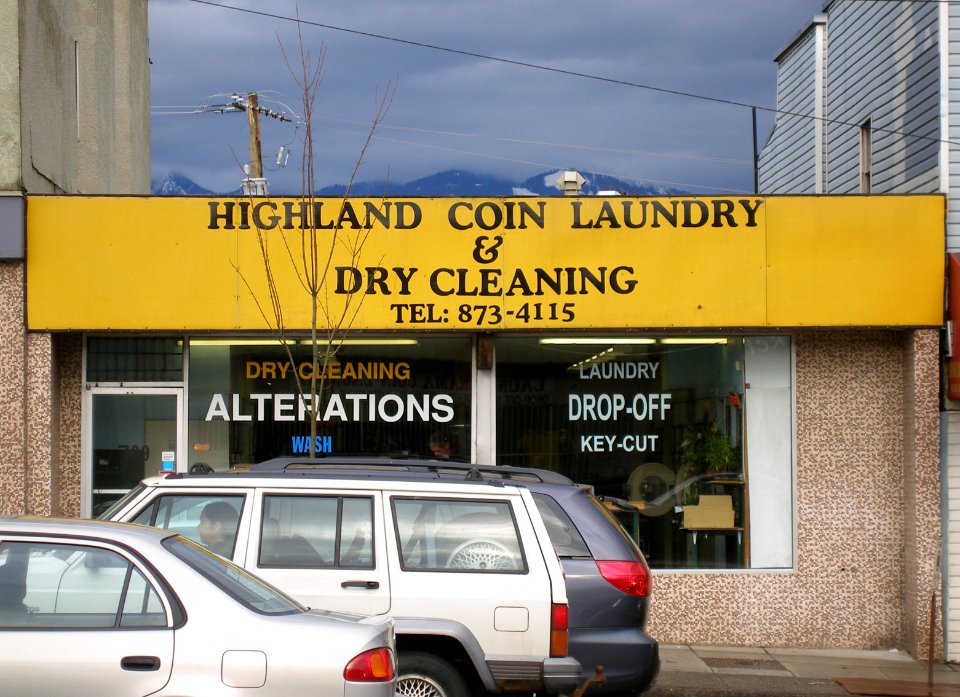 HIGHLAND COIN LAUNDRY
&
DRY CLEANING
TEL: 873-4115
DRY-CLEANING
ALTERATIONS
WASH
LAUNDRY
DROP-OFF
KEY-CUT